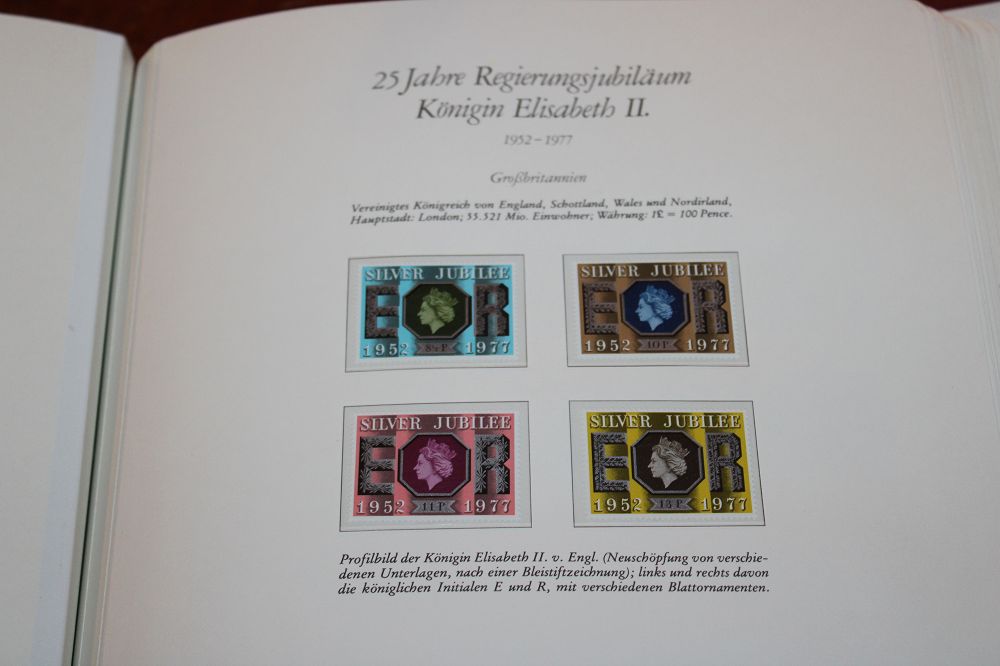 25 Jahre Regierungsjubiläum
Königin Elisabeth II.
1952 – 1977
Großbritannien
Vereinigtes Königreich von England, Schottland, Wales und Nordirland,
Hauptstadt: London; 55.521 Mio. Einwohner; Währung: 1£ = 100 Pence.
SILVER JUBILEE
E R
1952 8½P 1977
SILVER JUBILEE
E R
1952 10P 1977
SILVER JUBILEE
E R
1952 11P 1977
SILVER JUBILEE
E R
1952 13P 1977
Profilbild der Königin Elisabeth II. v. Engl. (Neuschöpfung von verschie-
denen Unterlagen, nach einer Bleistiftzeichnung); links und rechts davon
die königlichen Initialen E und R, mit verschiedenen Blattornamenten.